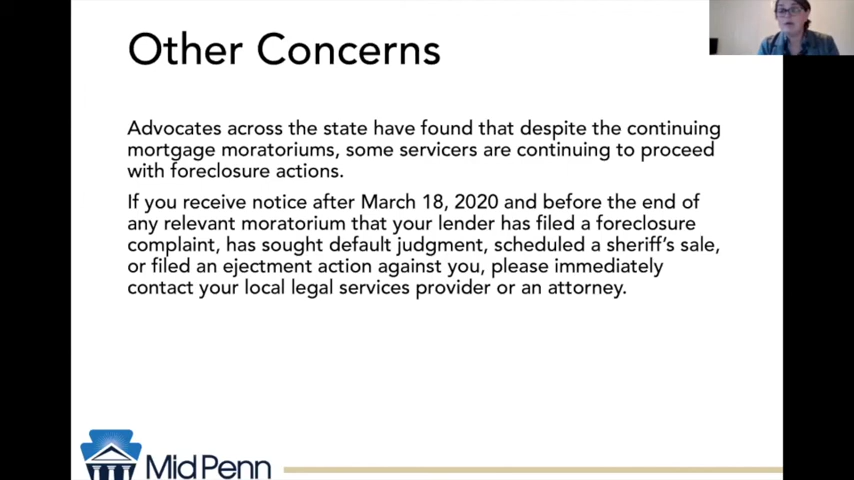 Other Concerns
Advocates across the state have found that despite the continuing
mortgage moratoriums, some servicers are continuing to proceed
with foreclosure actions.
If you receive notice after March 18, 2020 and before the end of
any relevant moratorium that your lender has filed a foreclosure
complaint, has sought default judgment, scheduled a sheriff's sale,
or filed an ejectment action against you, please immediately
contact your local legal services provider or an attorney.
MidPenn